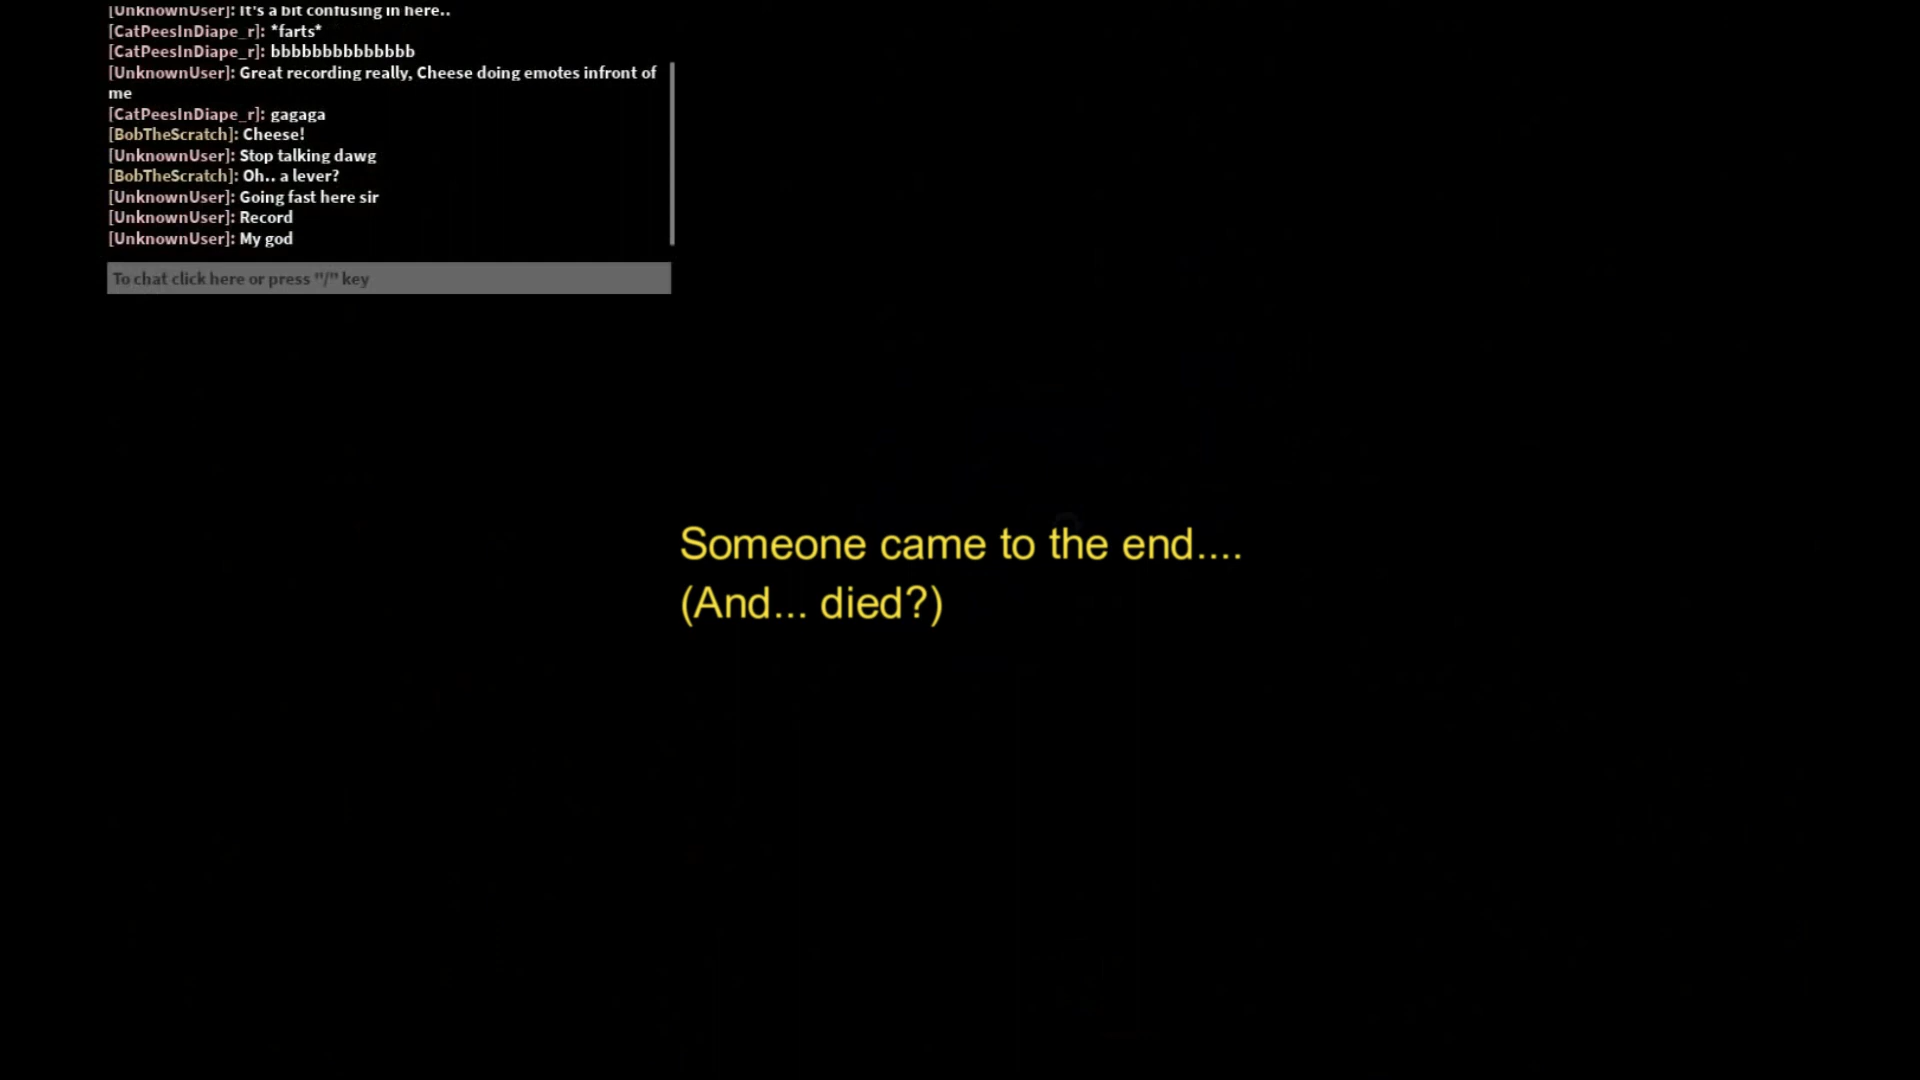 [UnknownUser]: It's a bit confusing in here..
[CatPeesInDiape_r]: *farts*
[CatPeesInDiape_r]: bbbbbbbbbbbbbb
[UnknownUser]: Great recording really, Cheese doing emotes infront of
me
[CatPeesInDiape_r]: gagaga
[BobTheScratch]: Cheese!
[UnknownUser]: Stop talking dawg
[BobTheScratch]: Oh.. a lever?
[UnknownUser]: Going fast here sir
[UnknownUser]: Record
[UnknownUser]: My god
To chat click here or press "/" key
Someone came to the end....
(And... died?)